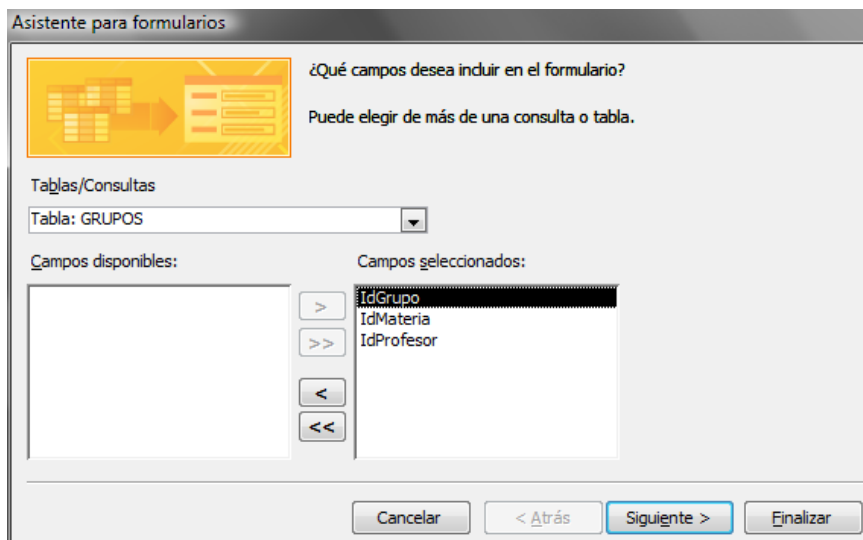 Asistente para formularios
¿Qué campos desea incluir en el formulario?
Puede elegir de más de una consulta o tabla.
Tablas/Consultas
Tabla: GRUPOS
Campos disponibles:
Campos seleccionados:
>
>>
<
<<
IdGrupo
IdMateria
IdProfesor
Cancelar
< Atrás
Siguiente >
Finalizar